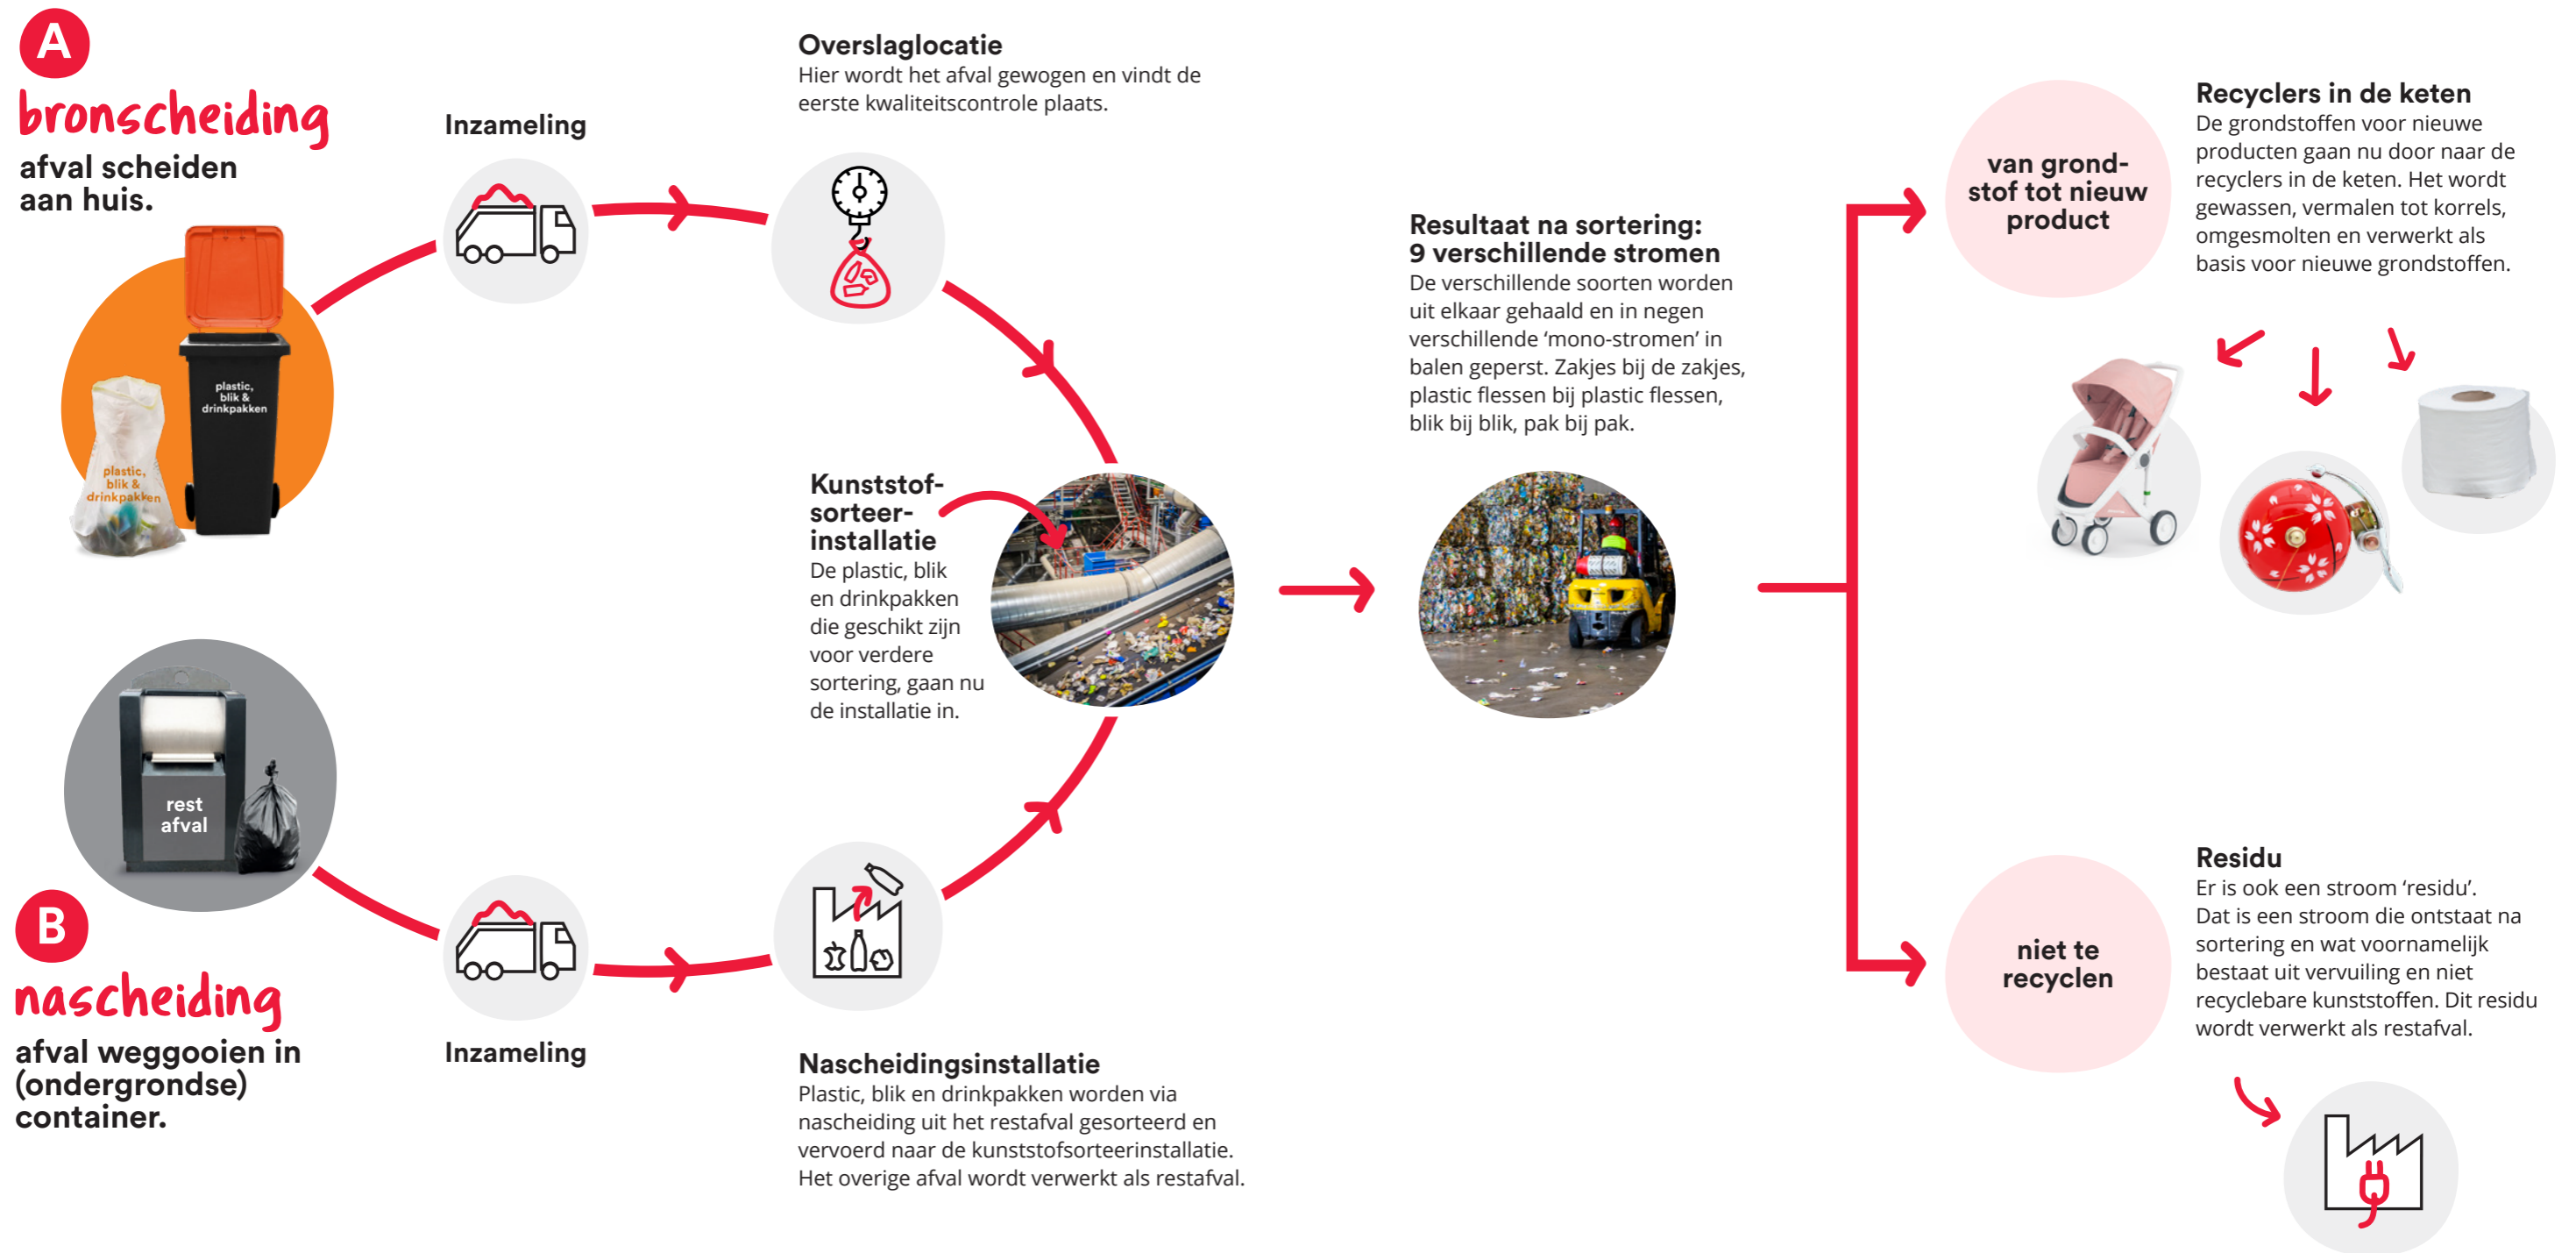 A
bronscheiding
afval scheiden
aan huis.
plastic,
blik &
drinkpakken
plastic,
blik &
drinkpakken
Inzameling
Overslaglocatie
Hier wordt het afval gewogen en vindt de
eerste kwaliteitscontrole plaats.
Kunststof-
sorteer-
installatie
De plastic, blik
en drinkpakken
die geschikt zijn
voor verdere
sortering, gaan nu
de installatie in.
rest
afval
B
nascheiding
afval weggooien in
(ondergrondse)
container.
Inzameling
Nascheidingsinstallatie
Plastic, blik en drinkpakken worden via
nascheiding uit het restafval gesorteerd en
vervoerd naar de kunststofsorteerinstallatie.
Het overige afval wordt verwerkt als restafval.
Resultaat na sortering:
9 verschillende stromen
De verschillende soorten worden
uit elkaar gehaald en in negen
verschillende ‘mono-stromen’ in
balen geperst. Zakjes bij de zakjes,
plastic flessen bij plastic flessen,
blik bij blik, pak bij pak.
van grond-
stof tot nieuw
product
Recyclers in de keten
De grondstoffen voor nieuwe
producten gaan nu door naar de
recyclers in de keten. Het wordt
gewassen, vermalen tot korrels,
omgesmolten en verwerkt als
basis voor nieuwe grondstoffen.
niet te
recyclen
Residu
Er is ook een stroom ‘residu’.
Dat is een stroom die ontstaat na
sortering en wat voornamelijk
bestaat uit vervuiling en niet
recyclebare kunststoffen. Dit residu
wordt verwerkt als restafval.